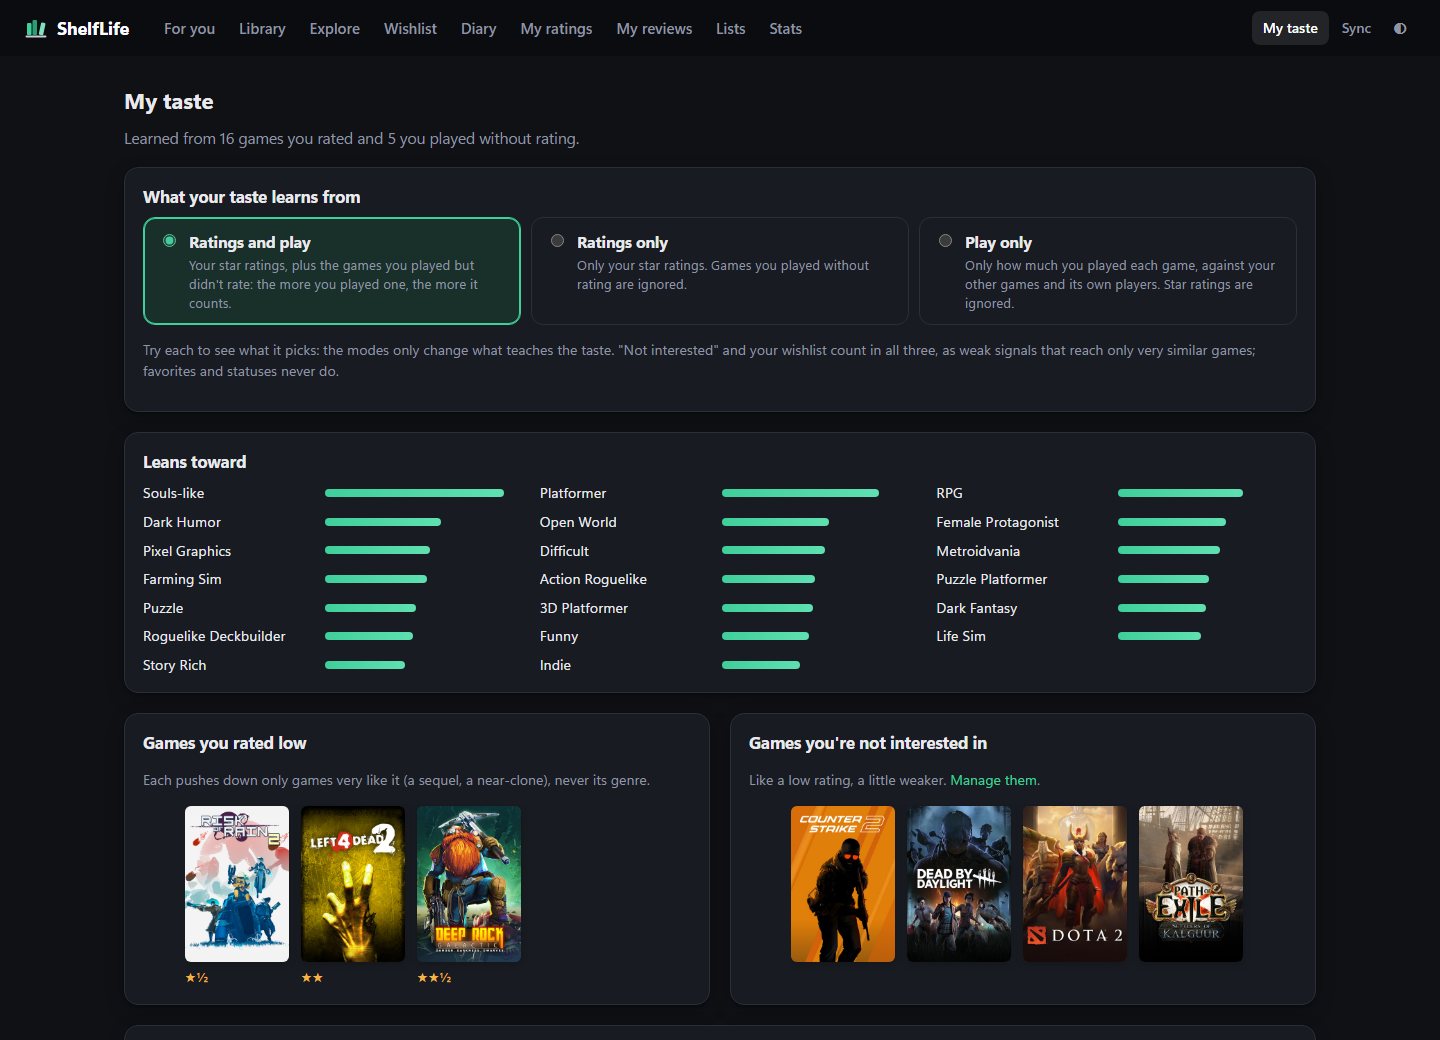 ShelfLife
For you
Library
Explore
Wishlist
Diary
My ratings
My reviews
Lists
Stats
My taste
Sync
My taste
Learned from 16 games you rated and 5 you played without rating.
What your taste learns from
Ratings and play
Your star ratings, plus the games you played but
didn't rate: the more you played one, the more it
counts.
Ratings only
Only your star ratings. Games you played without
rating are ignored.
Play only
Only how much you played each game, against your
other games and its own players. Star ratings are
ignored.
Try each to see what it picks: the modes only change what teaches the taste. "Not interested" and your wishlist count in all three, as weak signals that reach only very similar games;
favorites and statuses never do.
Leans toward
Souls-like
Platformer
RPG
Dark Humor
Open World
Female Protagonist
Pixel Graphics
Difficult
Metroidvania
Farming Sim
Action Roguelike
Puzzle Platformer
Puzzle
3D Platformer
Dark Fantasy
Roguelike Deckbuilder
Funny
Life Sim
Story Rich
Indie
Games you rated low
Each pushes down only games very like it (a sequel, a near-clone), never its genre.
RISK
OF RAIN 2
LEFT 4 DEAD 2
DEEP ROCK
GALACTIC
★½
★★
★★½
Games you're not interested in
Like a low rating, a little weaker. Manage them.
COUNTER
STRIKE 2
DEAD BY
DAYLIGHT
DOTA 2
PATH OF
EXILE
SETTLERS OF
KALGUUR